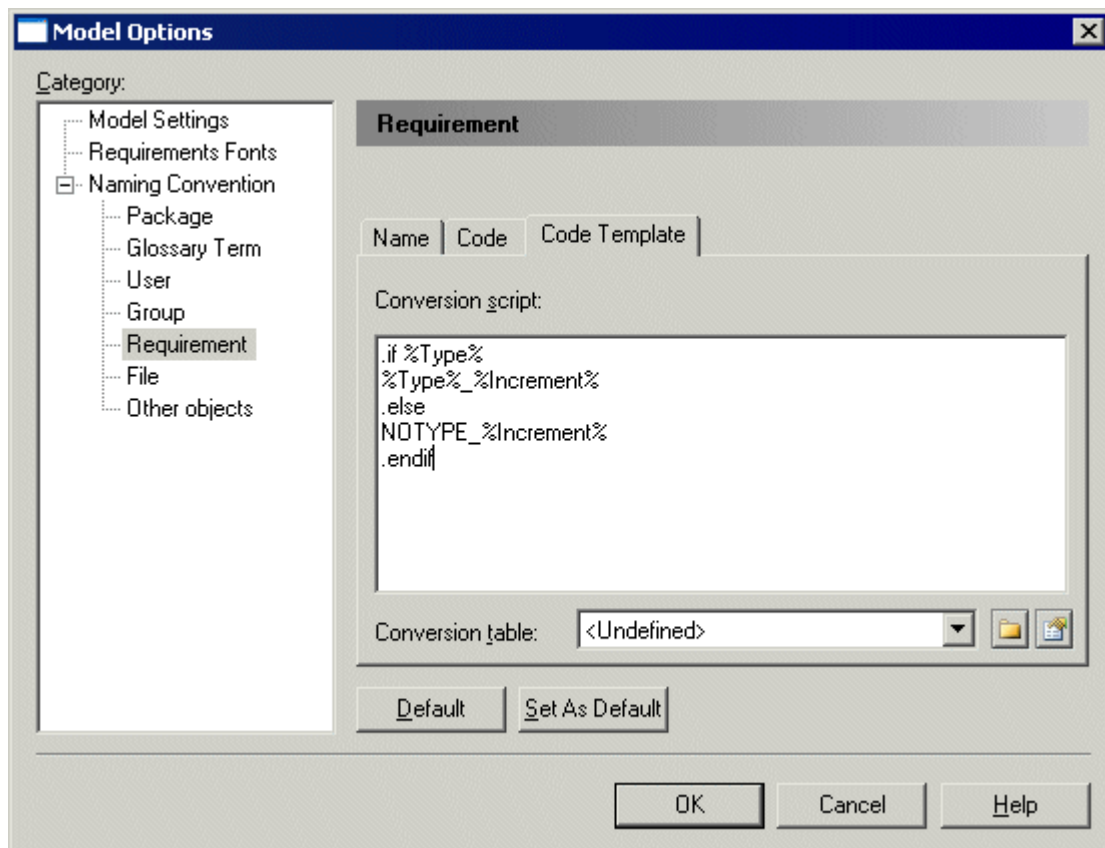 Model Options
Category:
Model Settings
Requirements Fonts
Naming Convention
Package
Glossary Term
User
Group
Requirement
File
Other objects
Requirement
Name Code Code Template
Conversion script:
.if %Type%
%Type%_%Increment%
.else
NOTYPE_%Increment%
.endif
Conversion table: <Undefined>
Default Set As Default
OK Cancel Help